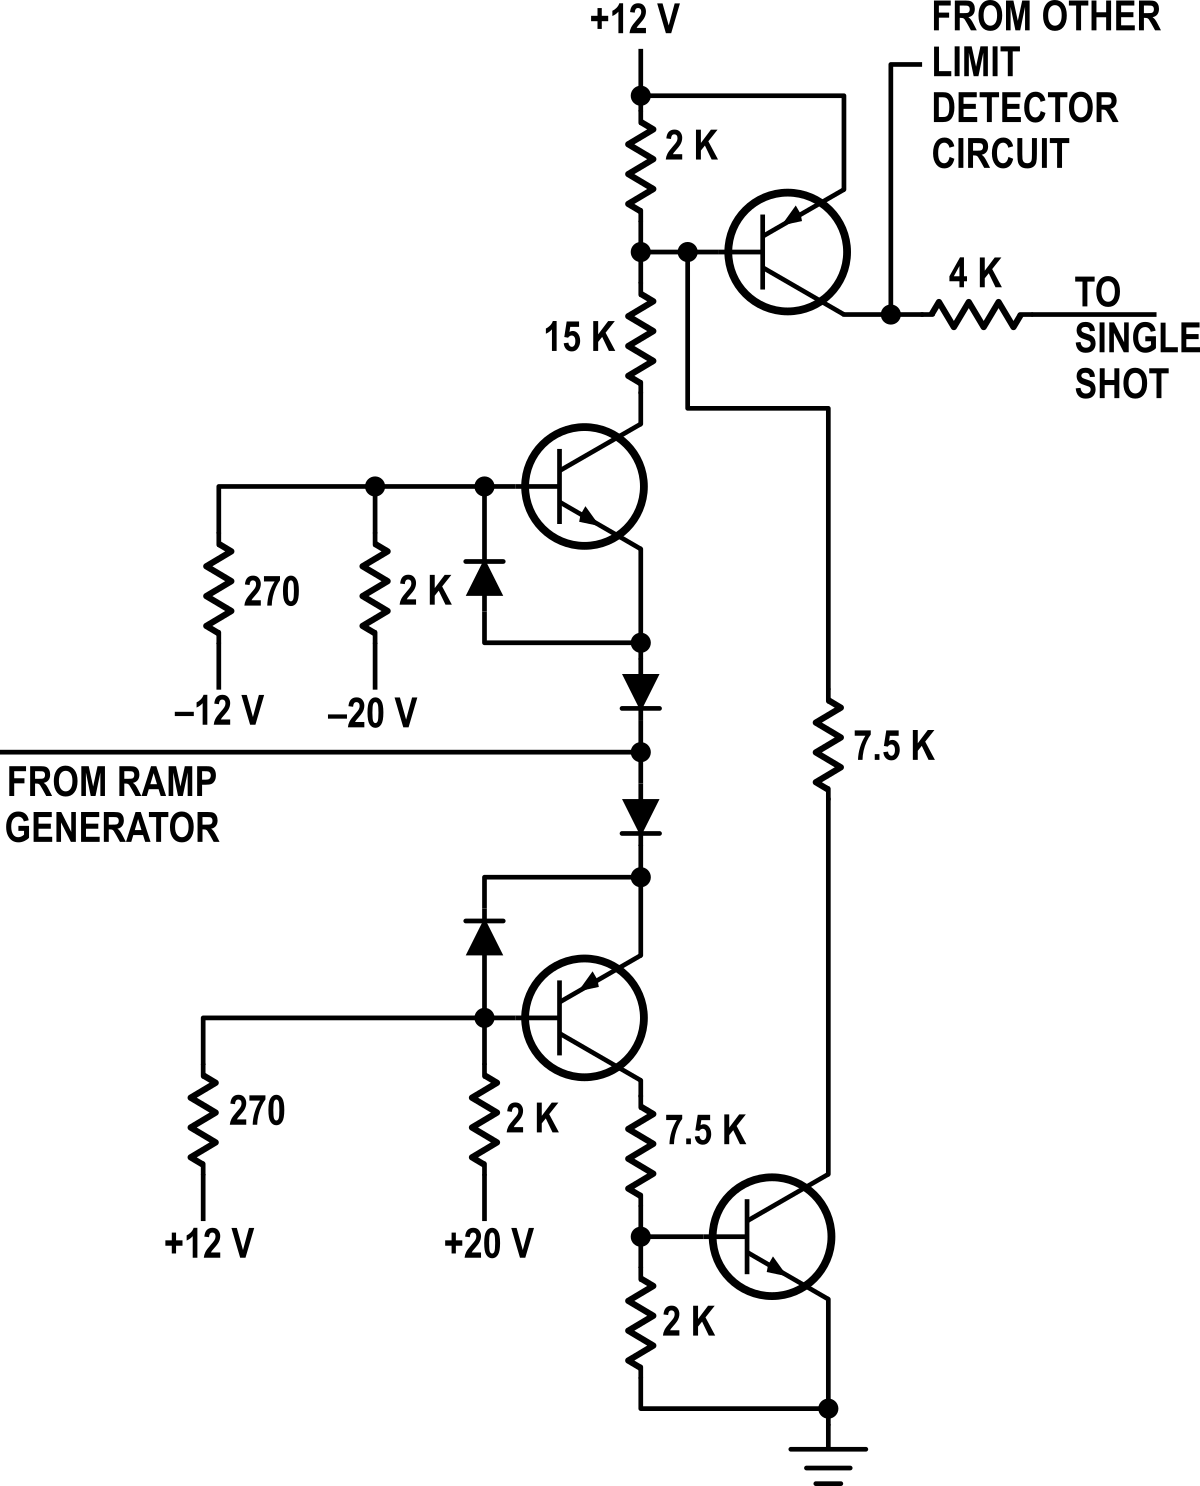 +12 V
FROM OTHER
LIMIT
DETECTOR
CIRCUIT
2 K
4 K
TO
SINGLE
SHOT
15 K
270
2 K
–12 V
–20 V
FROM RAMP
GENERATOR
7.5 K
270
2 K
7.5 K
+12 V
+20 V
2 K